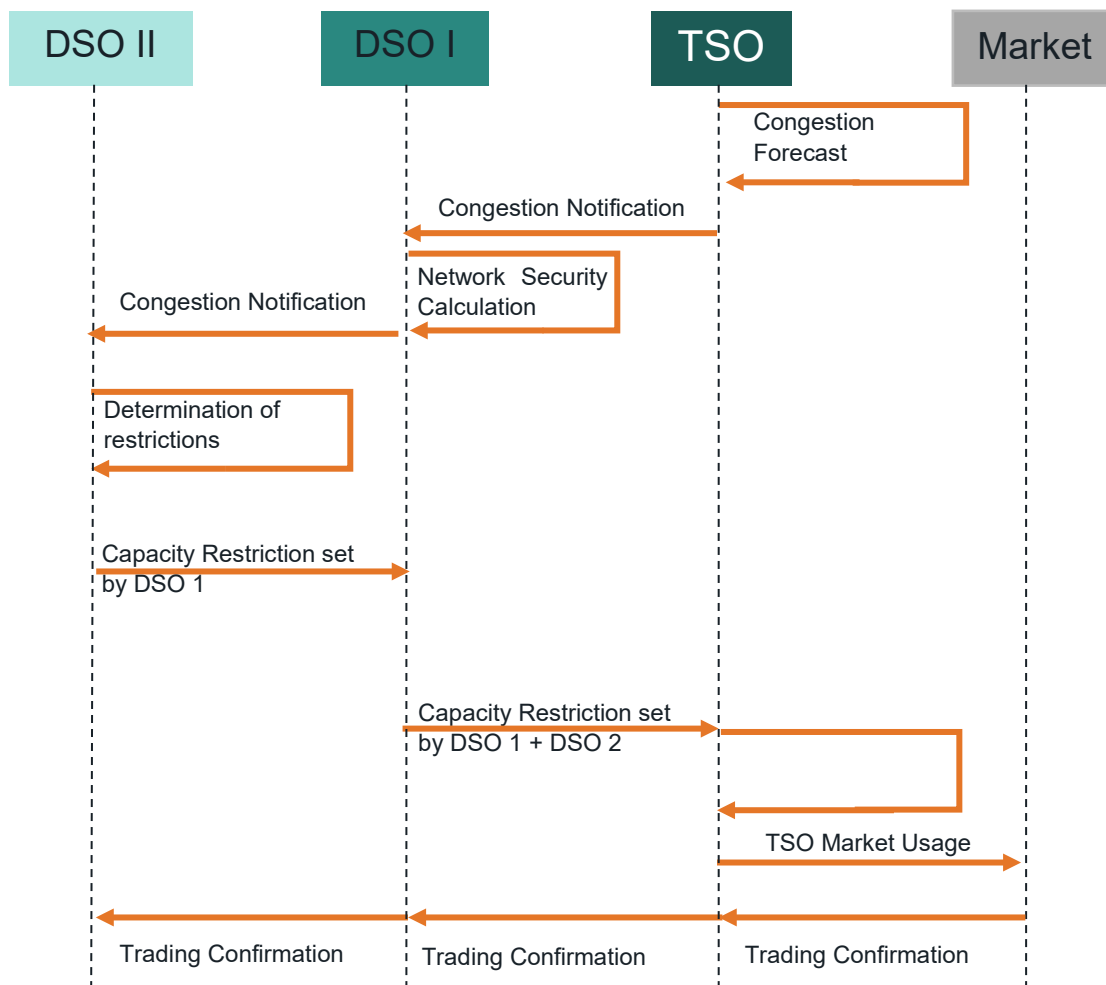 DSO II
DSO I
TSO
Market
Congestion
Forecast
Congestion Notification
Network Security
Calculation
Congestion Notification
Determination of
restrictions
Capacity Restriction set
by DSO 1
Capacity Restriction set
by DSO 1 + DSO 2
TSO Market Usage
Trading Confirmation
Trading Confirmation
Trading Confirmation